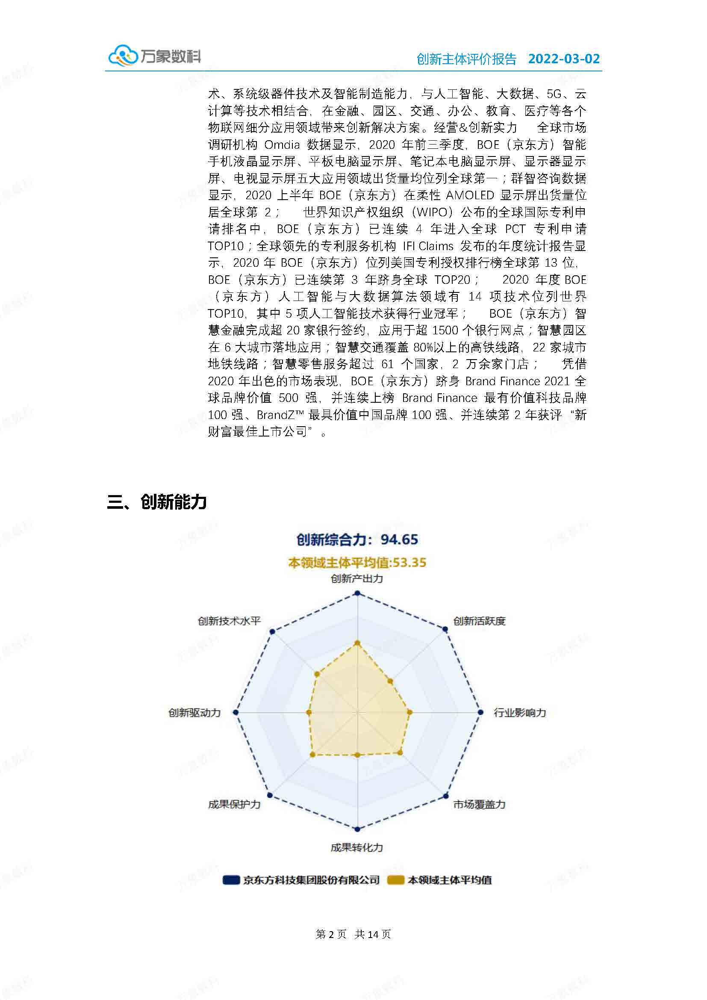 万象数科
创新主体评价报告 2022-03-02
术、系统级器件技术及智能制造能力，与人工智能、大数据、5G、云
计算等技术相结合，在金融、园区、交通、办公、教育、医疗等各个
物联网细分应用领域带来创新解决方案。经营&创新实力 全球市场
调研机构 Omdia 数据显示，2020 年前三季度，BOE（京东方）智能
手机液晶显示屏、平板电脑显示屏、笔记本电脑显示屏、显示器显示
屏、电视显示屏五大应用领域出货量均位列全球第一；群智咨询数据
显示，2020 上半年 BOE（京东方）在柔性 AMOLED 显示屏出货量位
居全球第 2； 世界知识产权组织（WIPO）公布的全球国际专利申
请排名中，BOE（京东方）已连续 4 年进入全球 PCT 专利申请
TOP10；全球领先的专利服务机构 IFI Claims 发布的年度统计报告显
示，2020 年 BOE（京东方）位列美国专利授权排行榜全球第 13 位，
BOE（京东方）已连续第 3 年跻身全球 TOP20； 2020 年度 BOE
（京东方）人工智能与大数据算法领域有 14 项技术位列世界
TOP10，其中 5 项人工智能技术获得行业冠军； BOE（京东方）智
慧金融完成超 20 家银行签约，应用于超 1500 个银行网点；智慧园区
在 6 大城市落地应用；智慧交通覆盖 80%以上的高铁线路，22 家城市
地铁线路；智慧零售服务超过 61 个国家，2 万余家门店； 凭借
2020 年出色的市场表现，BOE（京东方）跻身 Brand Finance 2021 全
球品牌价值 500 强，并连续上榜 Brand Finance 最有价值科技品牌
100 强、BrandZ™ 最具价值中国品牌 100 强、并连续第 2 年获评 “新
财富最佳上市公司” 。
三、创新能力
创新综合力：94.65
本领域主体平均值:53.35
创新产出力
创新技术水平
创新活跃度
创新驱动力
行业影响力
成果保护力
市场覆盖力
成果转化力
京东方科技集团股份有限公司 本领域主体平均值
第 2 页 共 14 页